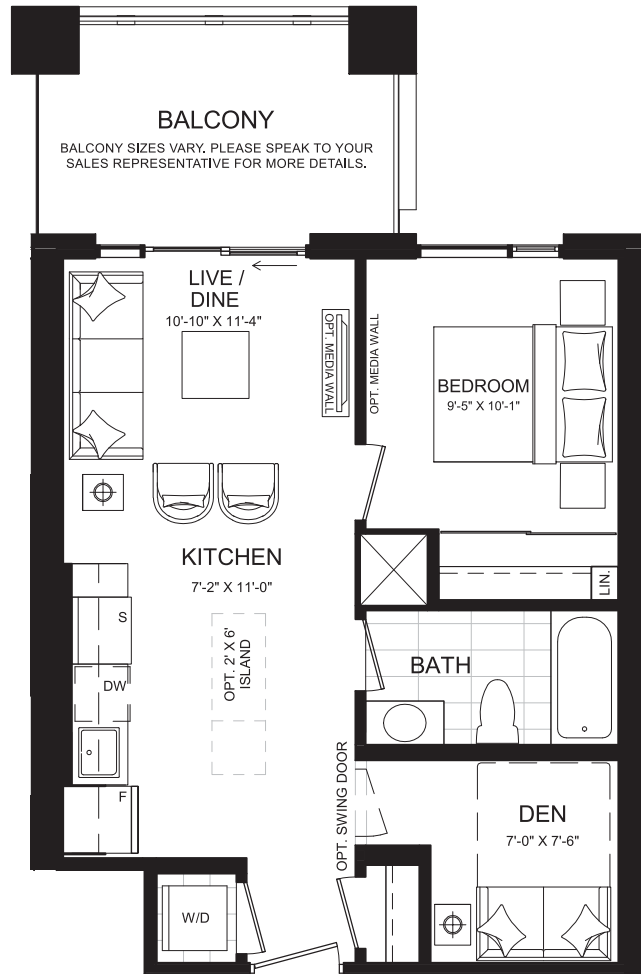 BALCONY
BALCONY SIZES VARY. PLEASE SPEAK TO YOUR
SALES REPRESENTATIVE FOR MORE DETAILS.
LIVE /
DINE
10'-10" X 11'-4"
OPT. MEDIA WALL
OPT. MEDIA WALL
BEDROOM
9'-5" X 10'-1"
KITCHEN
7'-2" X 11'-0"
LIN.
S
OPT. 2' X 6'
ISLAND
BATH
DW
F
OPT. SWING DOOR
DEN
7'-0" X 7'-6"
W/D